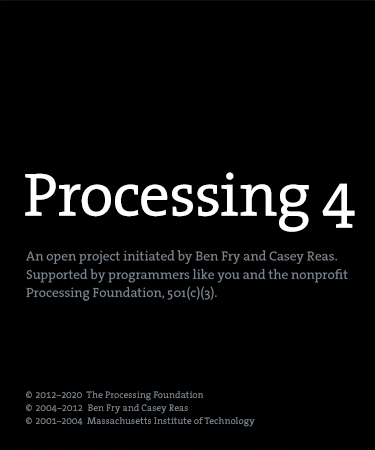 Processing 4
An open project initiated by Ben Fry and Casey Reas.
Supported by programmers like you and the nonprofit
Processing Foundation, 501(c)(3).
© 2012–2020 The Processing Foundation
© 2004–2012 Ben Fry and Casey Reas
© 2001–2004 Massachusetts Institute of Technology